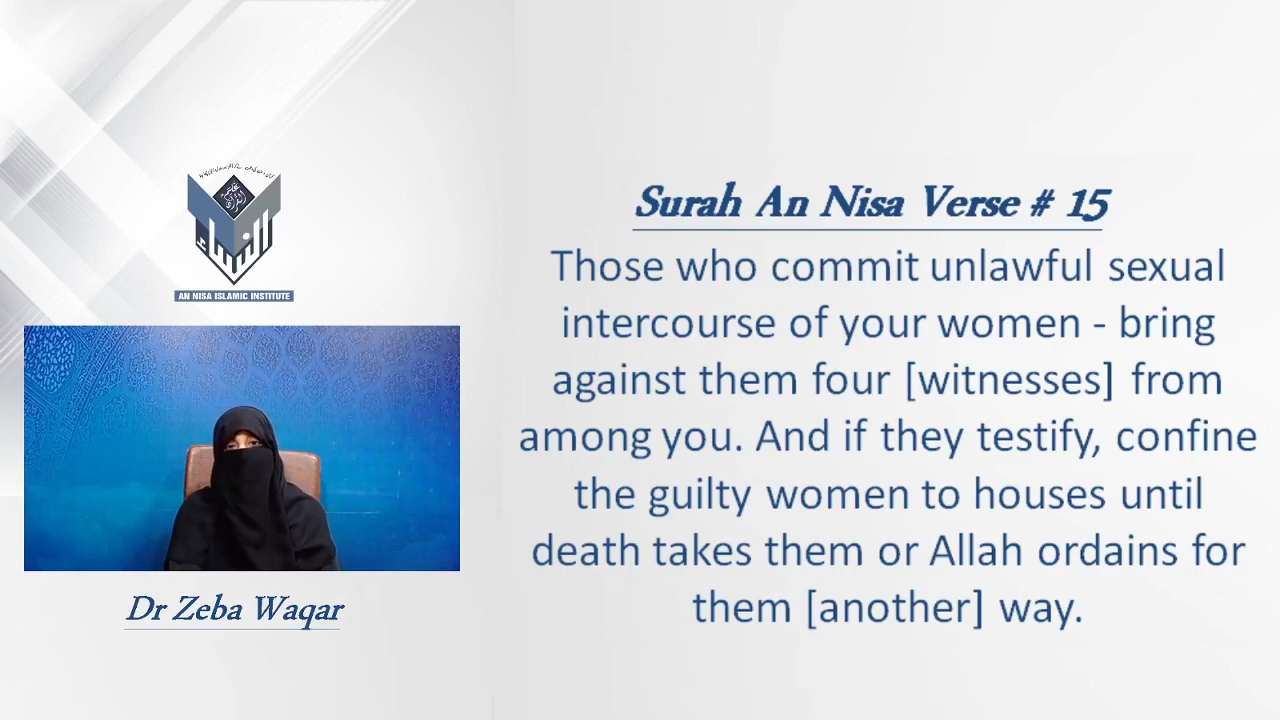 AN NISA ISLAMIC INSTITUTE
Dr Zeba Waqar
Surah An Nisa Verse # 15
Those who commit unlawful sexual
intercourse of your women - bring
against them four [witnesses] from
among you. And if they testify, confine
the guilty women to houses until
death takes them or Allah ordains for
them [another] way.